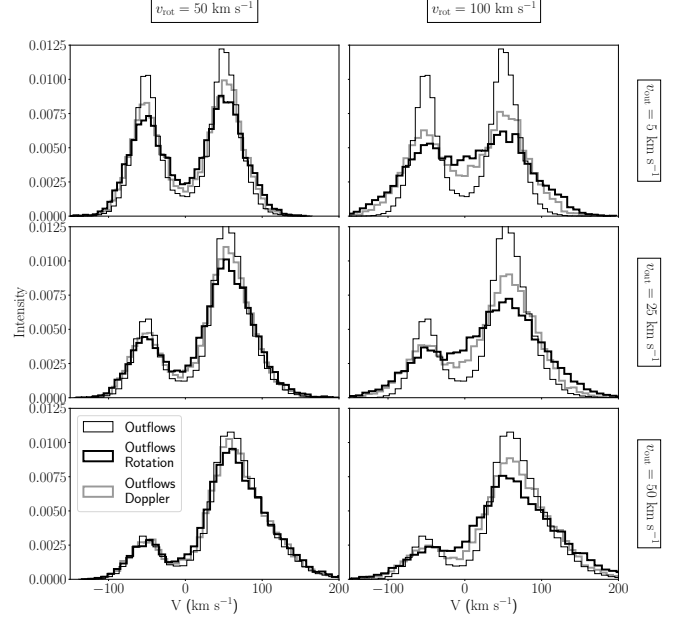 v_rot = 50 km s⁻¹
v_rot = 100 km s⁻¹
0.0125
0.0100
0.0075
0.0050
0.0025
0.0000
v_out = 5 km s⁻¹
0.0125
0.0100
0.0075
0.0050
0.0025
0.0000
Intensity
v_out = 25 km s⁻¹
0.0125
0.0100
0.0075
0.0050
0.0025
0.0000
Outflows
Outflows
Rotation
Outflows
Doppler
v_out = 50 km s⁻¹
−100 0 100 200
−100 0 100 200
V (km s⁻¹)
V (km s⁻¹)